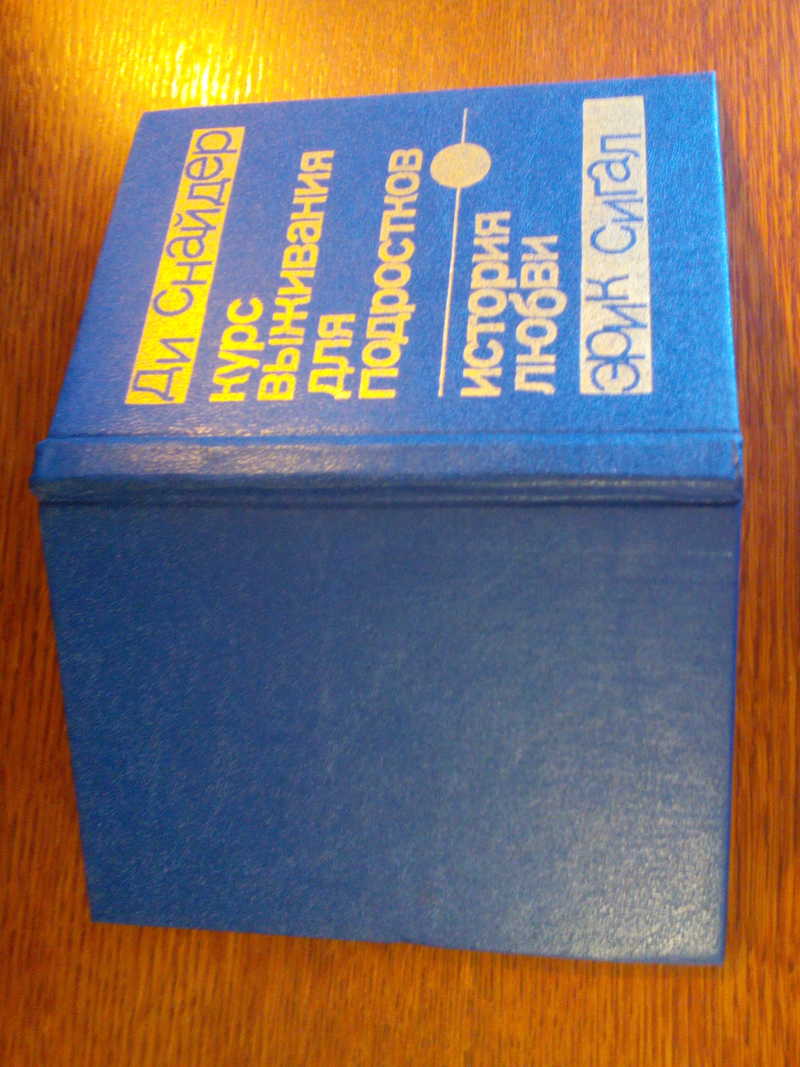 Ди Снайдер
курс
выживания
для
подростков
история
любви
эрик сигал